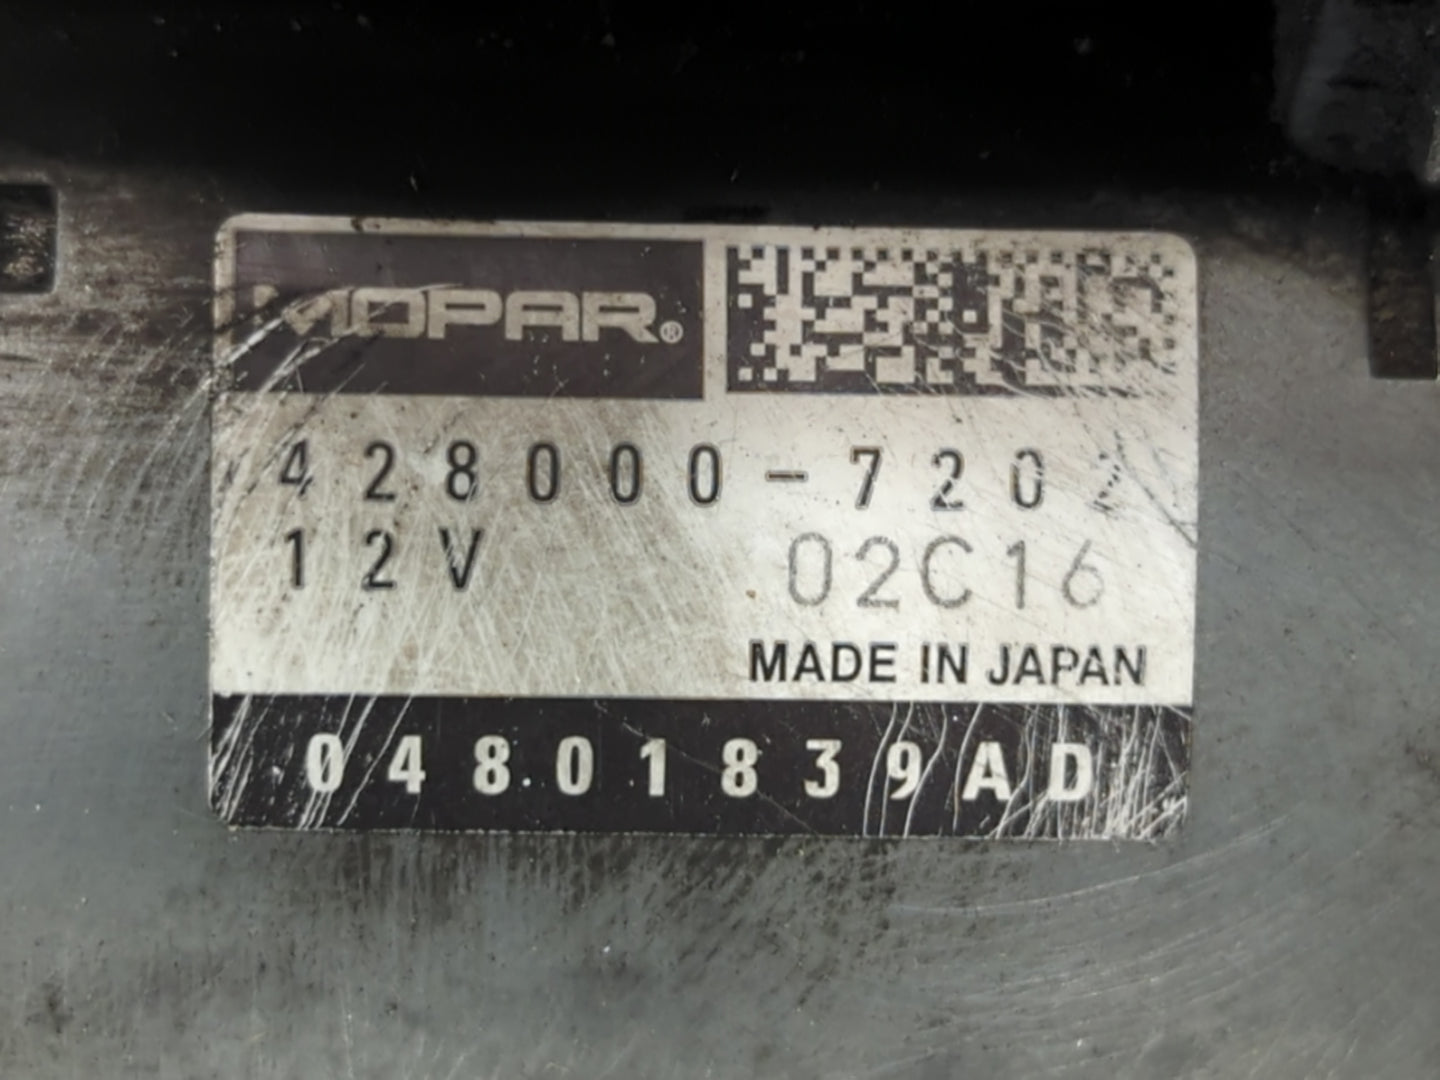 MOPAR®
428000-7202
12V 02C16
MADE IN JAPAN
04801839AD